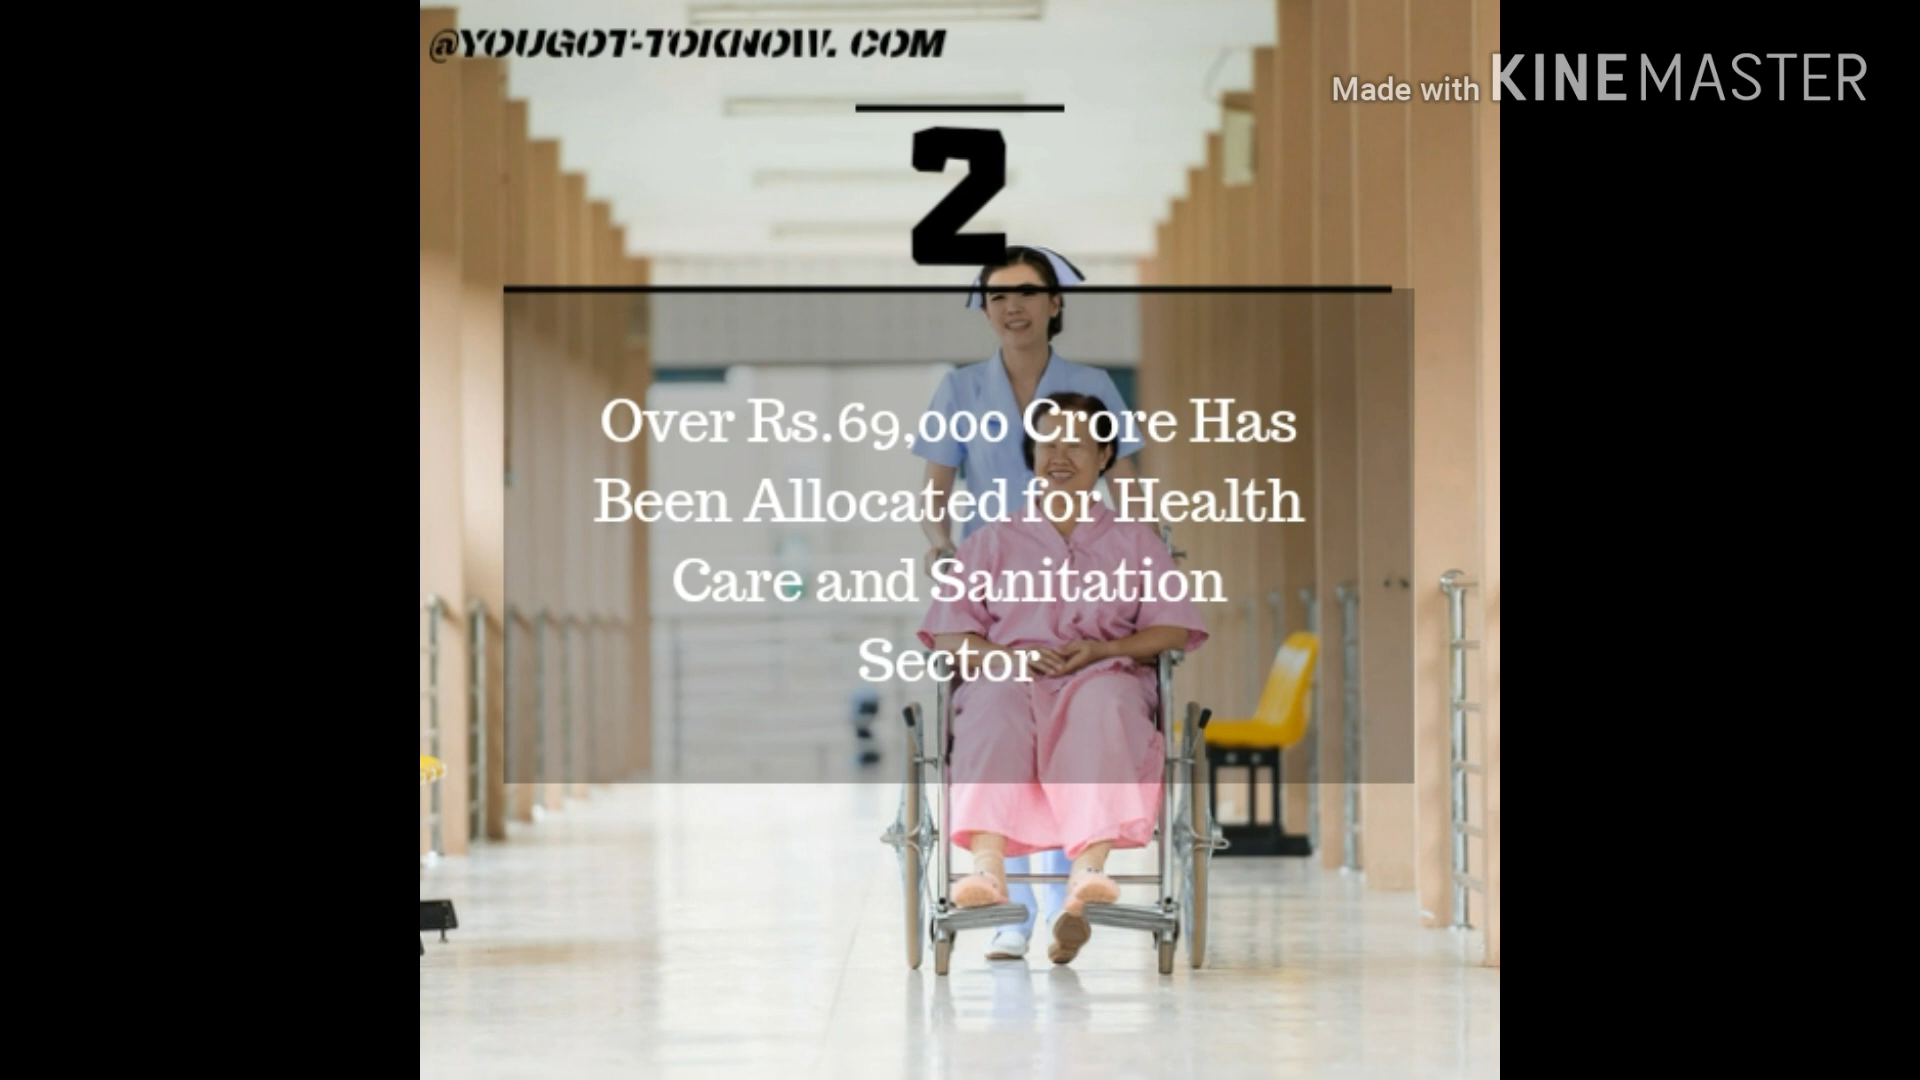 @YOUGOT-TOKNOW. COM
Made with KINEMASTER
2
Over Rs.69,000 Crore Has
Been Allocated for Health
Care and Sanitation
Sector